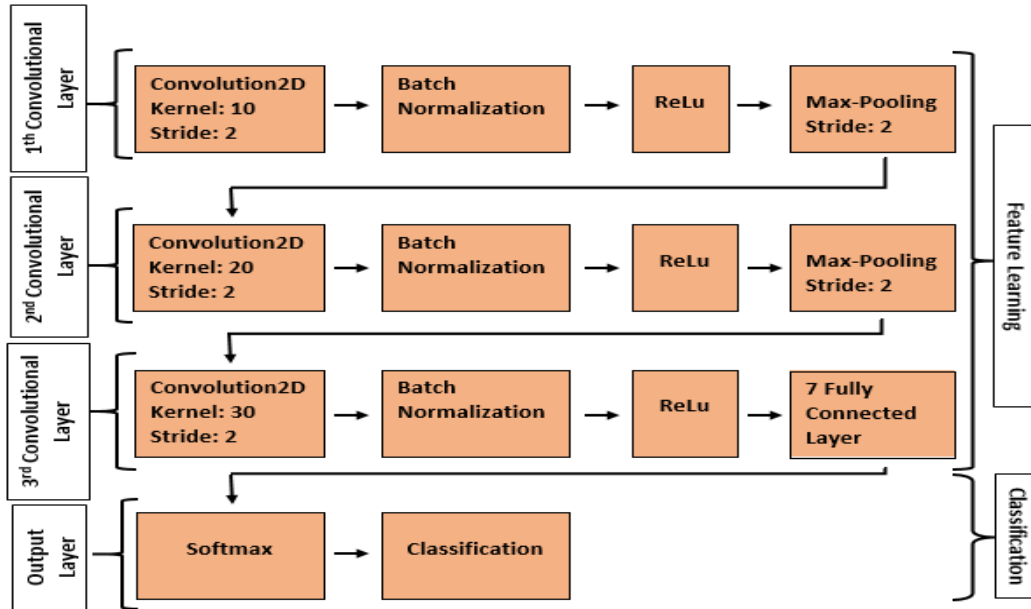 1th Convolutional
Layer
Convolution2D
Kernel: 10
Stride: 2
Batch
Normalization
ReLu
Max-Pooling
Stride: 2
2nd Convolutional
Layer
Convolution2D
Kernel: 20
Stride: 2
Batch
Normalization
ReLu
Max-Pooling
Stride: 2
3rd Convolutional
Layer
Convolution2D
Kernel: 30
Stride: 2
Batch
Normalization
ReLu
7 Fully
Connected
Layer
Feature Learning
Output
Layer
Softmax
Classification
Classification